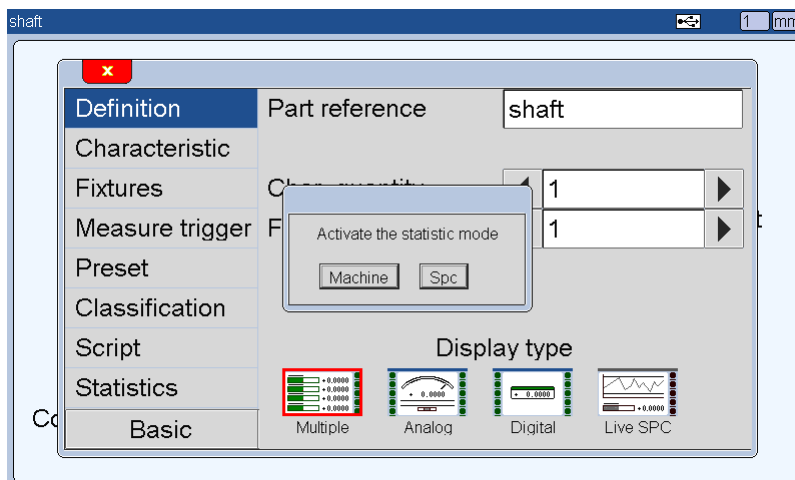 shaft
1 mm
x
Definition
Part reference
shaft
Characteristic
Fixtures
1
Measure trigger
1
Activate the statistic mode
Machine
Spc
Preset
Classification
Script
Display type
Statistics
+0.0000
+0.0000
+0.0000
+0.0000
+ 0.0000
+ 0.0000
+0.0000
Basic
Multiple
Analog
Digital
Live SPC